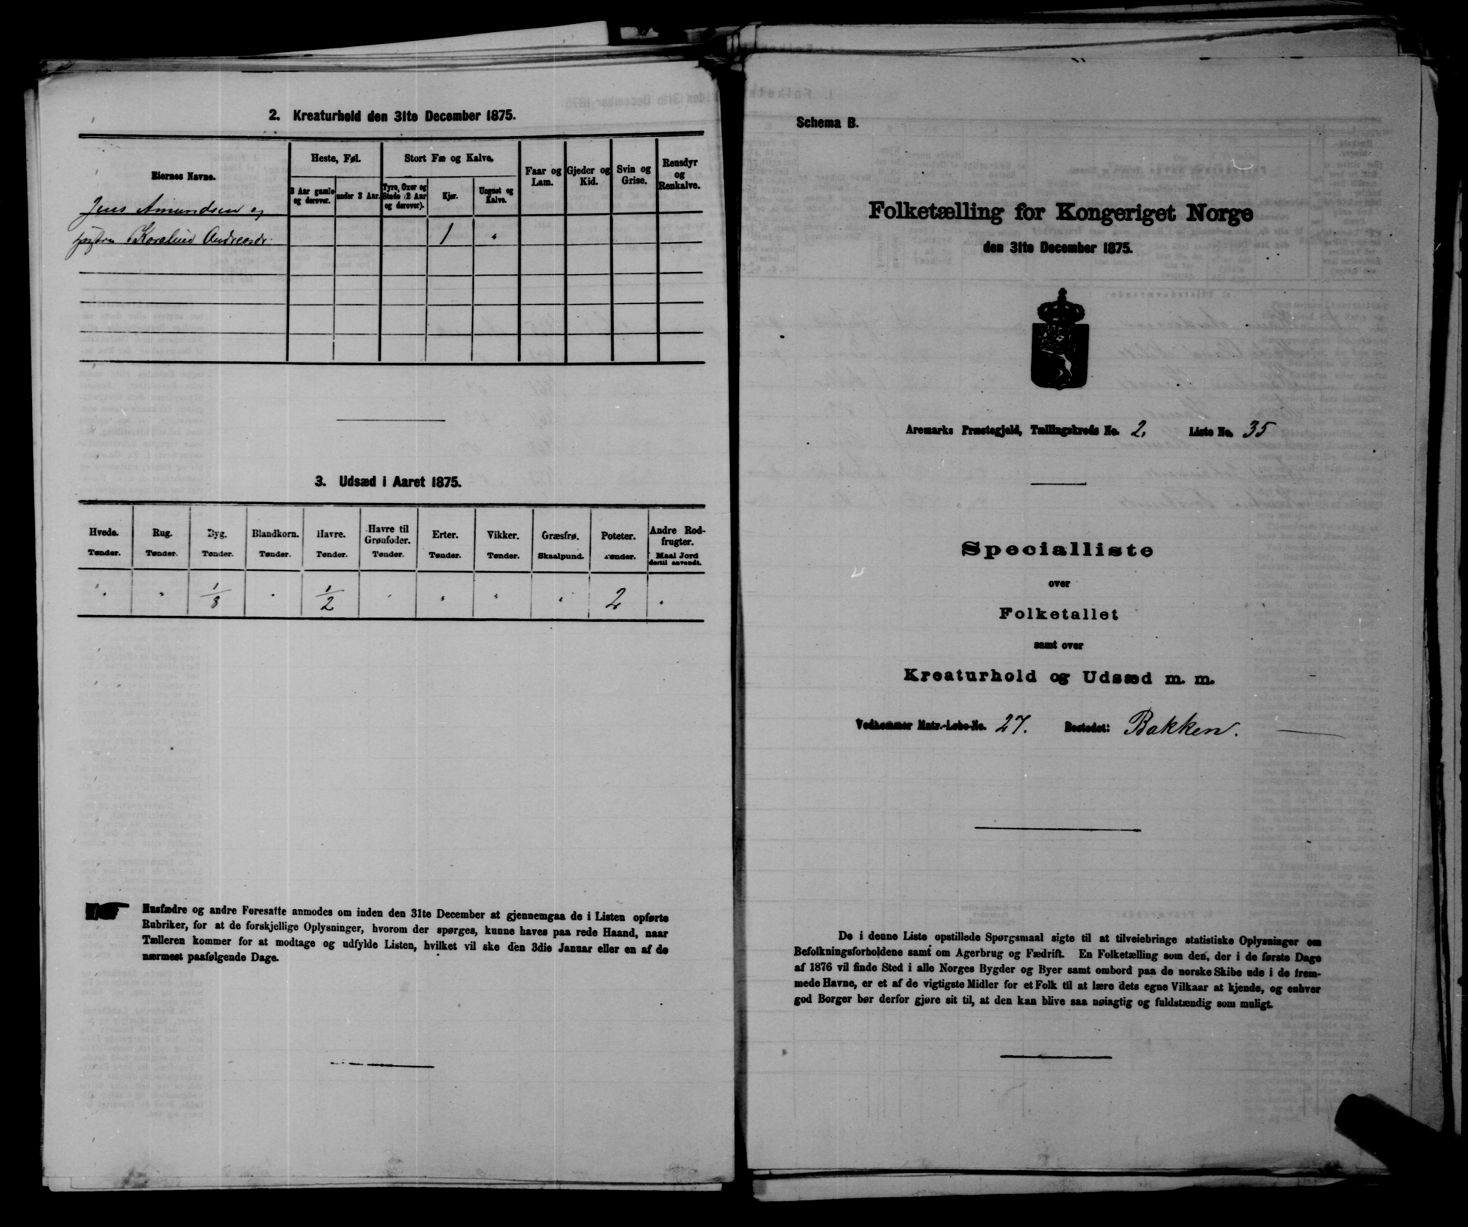 2. Kreaturhold den 31te December 1875.
Eiernes Navne.
Heste, Føl.
Stort Fæ og Kalve.
Faar og Lam.
Gjeder og Kid.
Svin og Grise.
Rensdyr og Renkalve.
3 Aar gamle og derover.
under 3 Aar.
Tyre, Oxer og Stude (2 Aar og derover).
Kjør.
Ungnøt og Kalve.
Jens Amundsen og
Andreasdr. 1 "
3. Udsæd i Aaret 1875.
Hvede. Rug. Byg. Blandkorn. Havre. Havre til Grønfoder. Erter. Vikker. Græsfrø. Poteter. Andre Rodfrugter.
Tønder. Tønder. Tønder. Tønder. Tønder. Tønder. Tønder. Tønder. Skaalpund. Tønder. Maal Jord dertil anvendt.
" " 1/8 " 1/2 " " " " 2 "
Husfædre og andre Foresatte anmodes om inden den 31te December at gjennemgaa de i Listen opførte
Rubriker, for at de forskjellige Oplysninger, hvorom der spørges, kunne haves paa rede Haand, naar
Tælleren kommer for at modtage og udfylde Listen, hvilket vil ske den 3die Januar eller en af de
nærmest paafølgende Dage.
Schema B.
Folketælling for Kongeriget Norge
den 31te December 1875.
Aremarks Præstegjeld, Tællingskreds No. 2. Liste No. 35
Specialliste
over
Folketallet
samt over
Kreaturhold og Udsæd m. m.
Vedkommer Matr.-Løbe-No. 27. Bostedet: Bakken.
De i denne Liste opstillede Spørgsmaal sigte til at tilveiebringe statistiske Oplysninger om
Befolkningsforholdene samt om Agerbrug og Fædrift. En Folketælling som den, der i de første Dage
af 1876 vil finde Sted i alle Norges Bygder og Byer samt ombord paa de norske Skibe ude i de frem-
mede Havne, er et af de vigtigste Midler for et Folk til at lære dets egne Vilkaar at kjende, og enhver
god Borger bør derfor gjøre sit til, at den kan blive saa nøiagtig og fuldstændig som muligt.